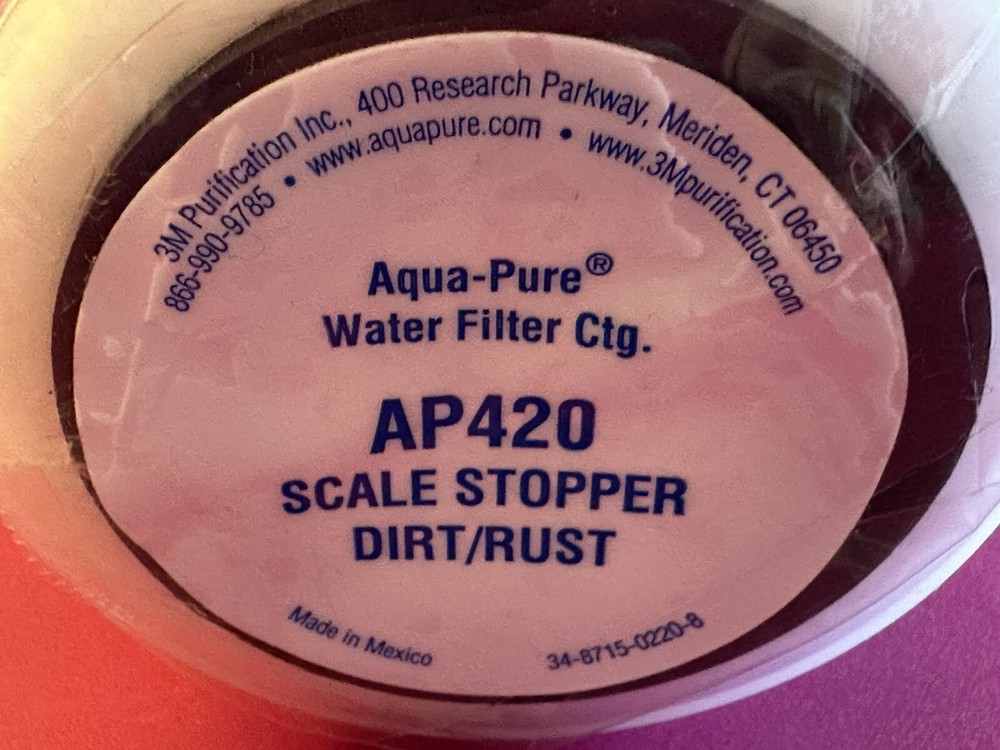 3M Purification Inc., 400 Research Parkway, Meriden, CT 06450
866-990-9785 • www.aquapure.com • www.3Mpurification.com
Aqua-Pure®
Water Filter Ctg.
AP420
SCALE STOPPER
DIRT/RUST
Made in Mexico
34-8715-0220-8